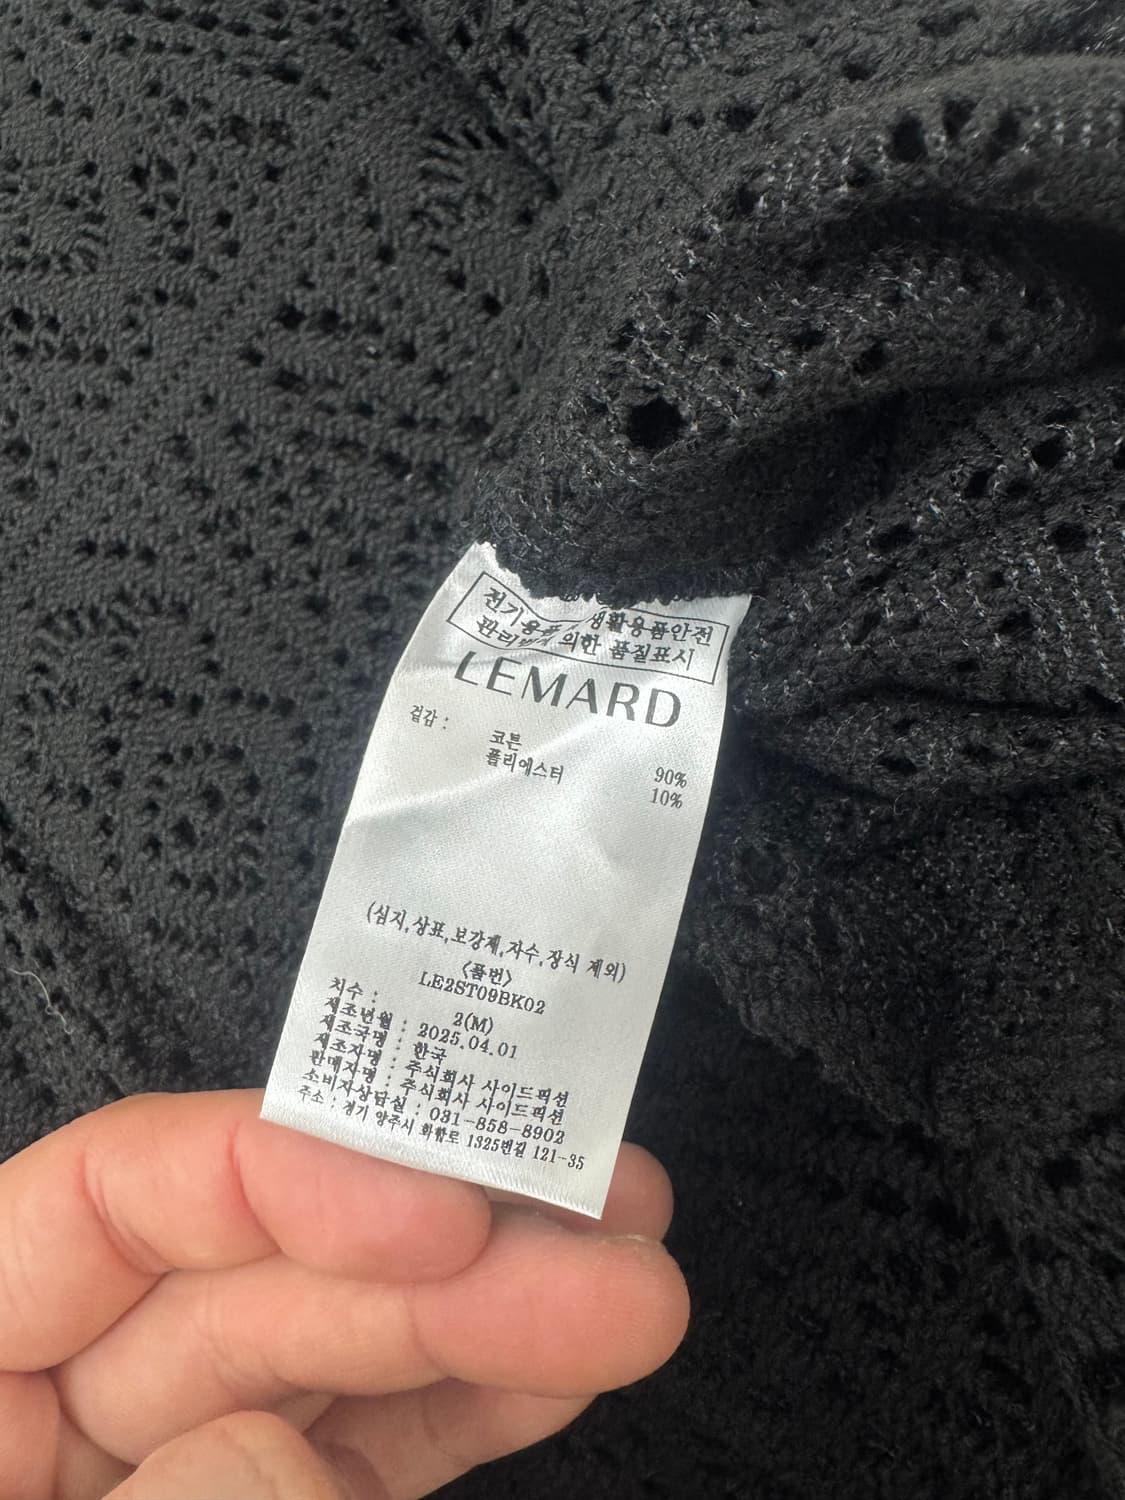 전기용품 생활용품안전
관리법에 의한 품질표시
LEMARD
겉감 :
코튼 90%
폴리에스터 10%
(심지,상표,보강재,자수,장식 제외)
<품번>
LE2ST09BK02
치수 : 2(M)
제조년월 : 2025.04.01
제조국명 : 한국
제조자명 : 주식회사 사이드픽션
판매자명 : 주식회사 사이드픽션
소비자상담실 : 031-858-8902
주소 : 경기 양주시 화합로 1325번길 121-35